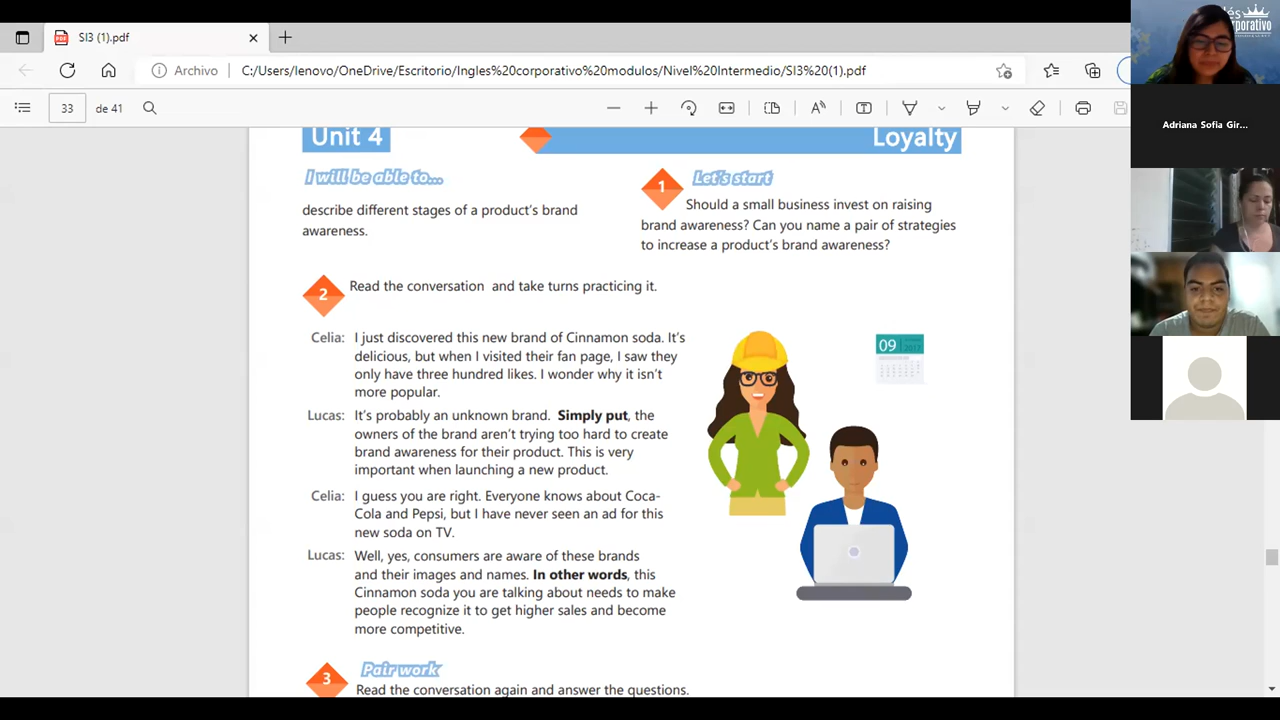 SI3 (1).pdf
Archivo
C:/Users/lenovo/OneDrive/Escritorio/Ingles%20corporativo%20modulos/Nivel%20Intermedio/SI3%20(1).pdf
33
de 41
Unit 4
Loyalty
I will be able to...
describe different stages of a product's brand
awareness.
1
Let's start
Should a small business invest on raising
brand awareness? Can you name a pair of strategies
to increase a product's brand awareness?
2
Read the conversation and take turns practicing it.
Celia: I just discovered this new brand of Cinnamon soda. It's
delicious, but when I visited their fan page, I saw they
only have three hundred likes. I wonder why it isn't
more popular.
Lucas: It's probably an unknown brand. Simply put, the
owners of the brand aren't trying too hard to create
brand awareness for their product. This is very
important when launching a new product.
Celia: I guess you are right. Everyone knows about Coca-
Cola and Pepsi, but I have never seen an ad for this
new soda on TV.
Lucas: Well, yes, consumers are aware of these brands
and their images and names. In other words, this
Cinnamon soda you are talking about needs to make
people recognize it to get higher sales and become
more competitive.
09
3
Pair work
Read the conversation again and answer the questions.
Adriana Sofia Gir...